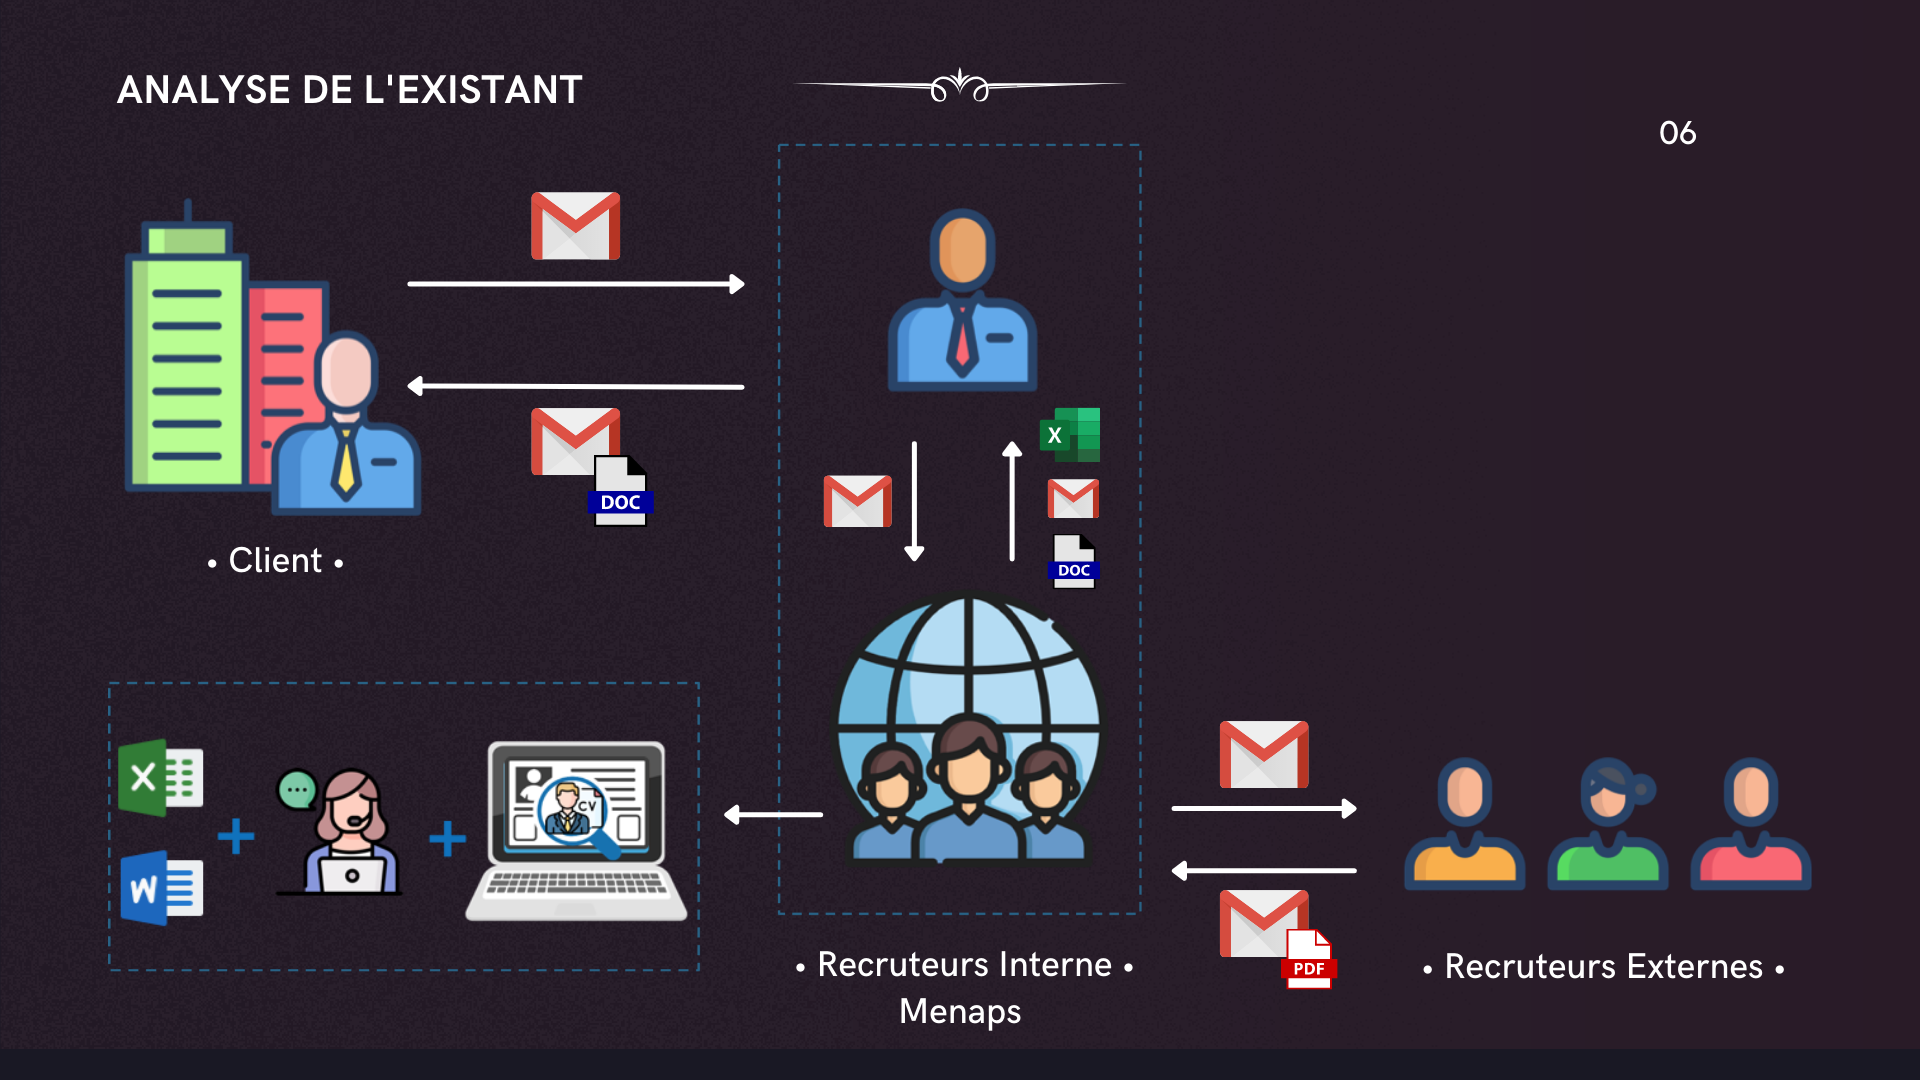 ANALYSE DE L'EXISTANT
06
X
DOC
DOC
• Client •
X
W
CV
PDF
• Recruteurs Interne •
Menaps
• Recruteurs Externes •